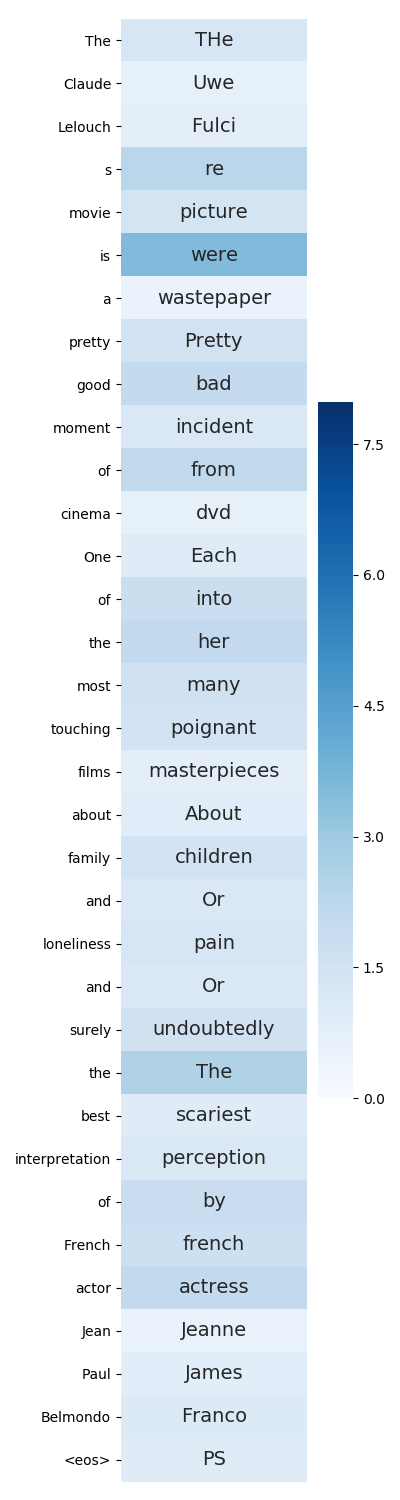 The THe
Claude Uwe
Lelouch Fulci
s re
movie picture
is were
a wastepaper
pretty Pretty
good bad
moment incident
of from
cinema dvd
One Each
of into
the her
most many
touching poignant
films masterpieces
about About
family children
and Or
loneliness pain
and Or
surely undoubtedly
the The
best scariest
interpretation perception
of by
French french
actor actress
Jean Jeanne
Paul James
Belmondo Franco
<eos> PS
7.5
6.0
4.5
3.0
1.5
0.0